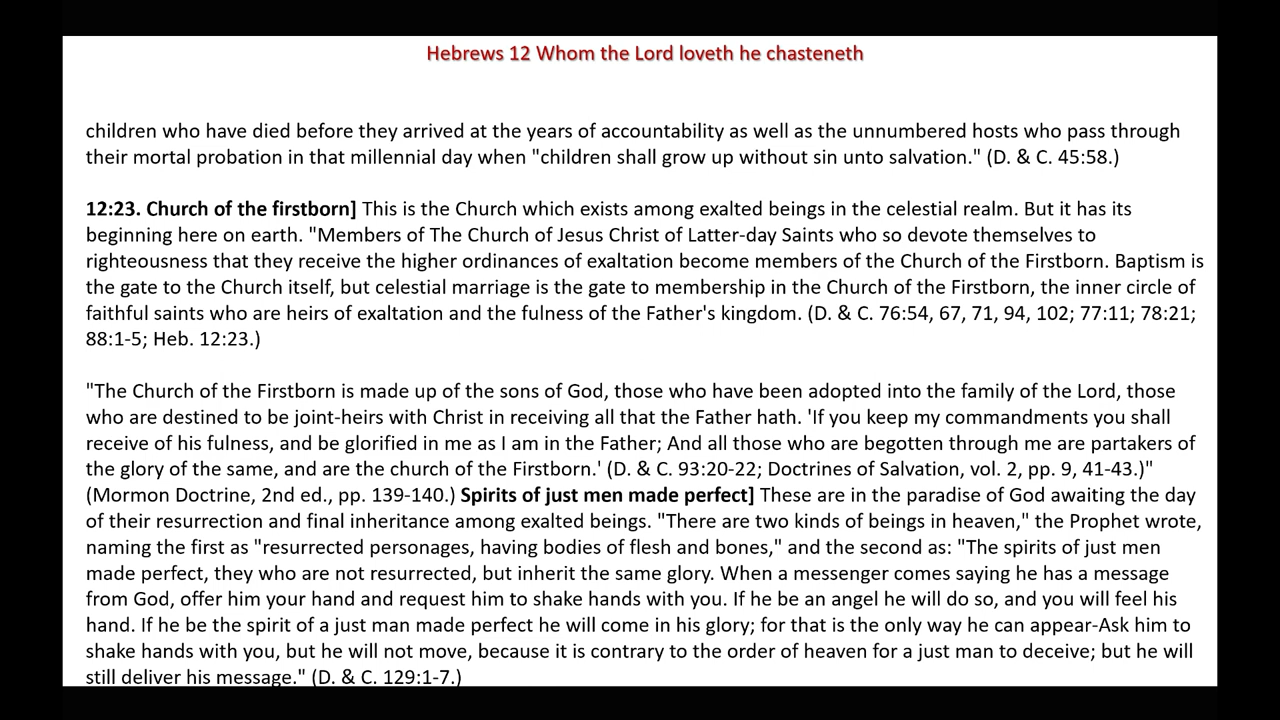 Hebrews 12 Whom the Lord loveth he chasteneth
children who have died before they arrived at the years of accountability as well as the unnumbered hosts who pass through
their mortal probation in that millennial day when "children shall grow up without sin unto salvation." (D. & C. 45:58.)
12:23. Church of the firstborn] This is the Church which exists among exalted beings in the celestial realm. But it has its
beginning here on earth. "Members of The Church of Jesus Christ of Latter-day Saints who so devote themselves to
righteousness that they receive the higher ordinances of exaltation become members of the Church of the Firstborn. Baptism is
the gate to the Church itself, but celestial marriage is the gate to membership in the Church of the Firstborn, the inner circle of
faithful saints who are heirs of exaltation and the fulness of the Father's kingdom. (D. & C. 76:54, 67, 71, 94, 102; 77:11; 78:21;
88:1-5; Heb. 12:23.)
"The Church of the Firstborn is made up of the sons of God, those who have been adopted into the family of the Lord, those
who are destined to be joint-heirs with Christ in receiving all that the Father hath. 'If you keep my commandments you shall
receive of his fulness, and be glorified in me as I am in the Father; And all those who are begotten through me are partakers of
the glory of the same, and are the church of the Firstborn.' (D. & C. 93:20-22; Doctrines of Salvation, vol. 2, pp. 9, 41-43.)"
(Mormon Doctrine, 2nd ed., pp. 139-140.) Spirits of just men made perfect] These are in the paradise of God awaiting the day
of their resurrection and final inheritance among exalted beings. "There are two kinds of beings in heaven," the Prophet wrote,
naming the first as "resurrected personages, having bodies of flesh and bones," and the second as: "The spirits of just men
made perfect, they who are not resurrected, but inherit the same glory. When a messenger comes saying he has a message
from God, offer him your hand and request him to shake hands with you. If he be an angel he will do so, and you will feel his
hand. If he be the spirit of a just man made perfect he will come in his glory; for that is the only way he can appear-Ask him to
shake hands with you, but he will not move, because it is contrary to the order of heaven for a just man to deceive; but he will
still deliver his message." (D. & C. 129:1-7.)